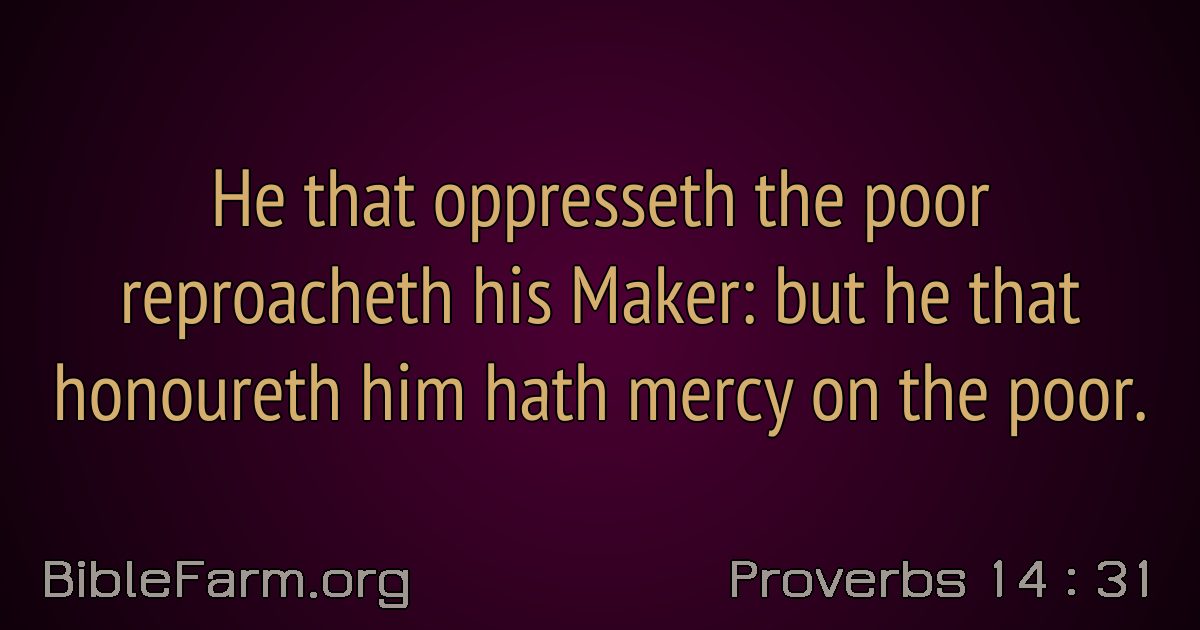 He that oppresseth the poor
reproacheth his Maker: but he that
honoureth him hath mercy on the poor.
BibleFarm.org
Proverbs 14 : 31